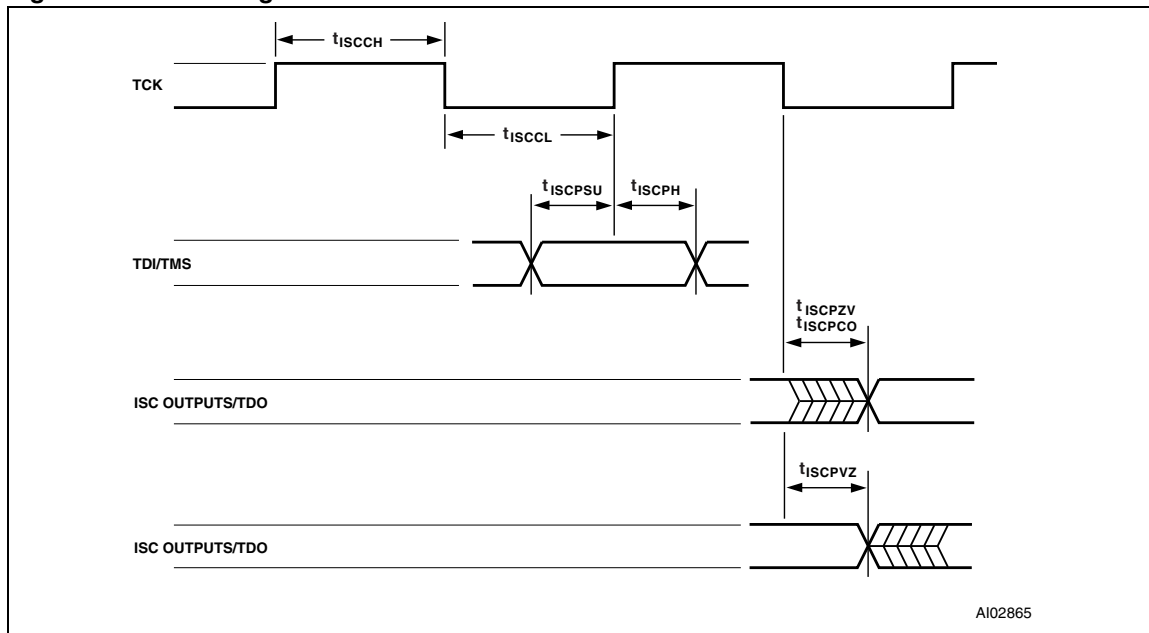 tISCCH
TCK
tISCCL
tISCPSU
tISCPH
TDI/TMS
tISCPZV
tISCPCO
ISC OUTPUTS/TDO
tISCPVZ
ISC OUTPUTS/TDO
AI02865